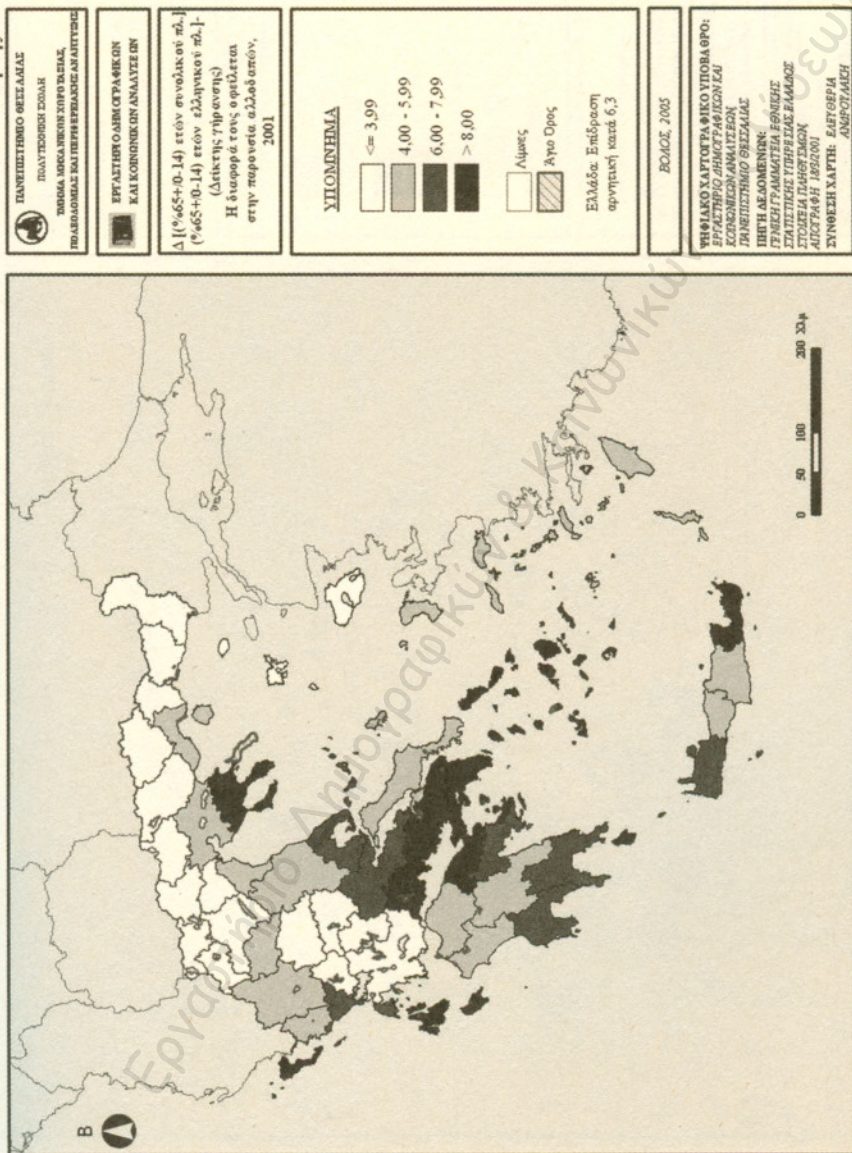 ΠΑΝΕΠΙΣΤΗΜΙΟ ΘΕΣΣΑΛΙΑΣ
ΠΟΛΥΤΕΧΝΙΚΗ ΣΧΟΛΗ
ΤΜΗΜΑ ΜΗΧΑΝΙΚΩΝ ΧΩΡΟΤΑΞΙΑΣ,
ΠΟΛΕΟΔΟΜΙΑΣ ΚΑΙ ΠΕΡΙΦΕΡΕΙΑΚΗΣ ΑΝΑΠΤΥΞΗΣ
ΕΡΓΑΣΤΗΡΙΟ ΔΗΜΟΓΡΑΦΙΚΩΝ
ΚΑΙ ΚΟΙΝΩΝΙΚΩΝ ΑΝΑΛΥΣΕΩΝ
Δ [(%65+/0-14) ετών συνολικού πλ.]-
(%65+/0-14) ετών ελληνικού πλ.]-
(Δείκτης γήρανσης)
Η διαφορά τους οφείλεται
στην παρουσία αλλοδαπών,
2001
ΥΠΟΜΝΗΜΑ
<= 3,99
4,00 - 5,99
6,00 - 7,99
> 8,00
Λίμνες
Άγιο Όρος
Ελλάδα: Επίδραση
αρνητική κατά 6,3
ΒΟΛΟΣ, 2005
ΨΗΦΙΑΚΟ ΧΑΡΤΟΓΡΑΦΙΚΟ ΥΠΟΒΑΘΡΟ:
ΕΡΓΑΣΤΗΡΙΟ ΔΗΜΟΓΡΑΦΙΚΩΝ ΚΑΙ
ΚΟΙΝΩΝΙΚΩΝ ΑΝΑΛΥΣΕΩΝ
ΠΑΝΕΠΙΣΤΗΜΙΟ ΘΕΣΣΑΛΙΑΣ
ΠΗΓΗ ΔΕΔΟΜΕΝΩΝ:
ΓΕΝΙΚΗ ΓΡΑΜΜΑΤΕΙΑ ΕΘΝΙΚΗΣ
ΣΤΑΤΙΣΤΙΚΗΣ ΥΠΗΡΕΣΙΑΣ ΕΛΛΑΔΟΣ
ΣΤΟΙΧΕΙΑ ΠΛΗΘΥΣΜΟΥ,
ΑΠΟΓΡΑΦΗ 18/3/2001
ΣΥΝΘΕΣΗ ΧΑΡΤΗ: ΕΛΕΥΘΕΡΙΑ
ΑΝΔΡΟΥΛΑΚΗ
Β
0 50 100 200 Χλμ
Εργαστήριο Δημογραφικών & Κοινωνικών